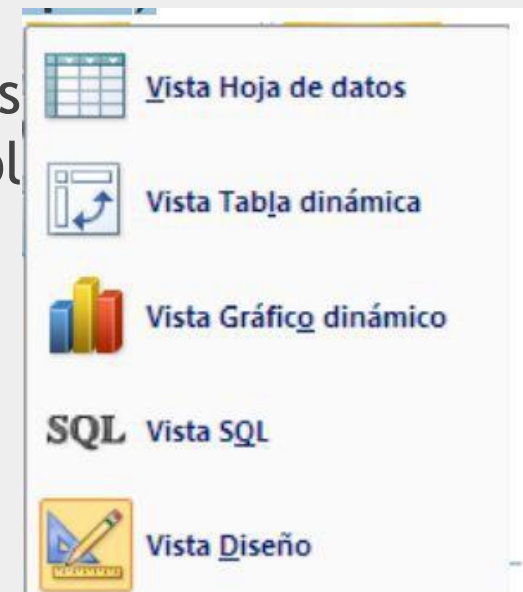 Vista Hoja de datos
Vista Tabla dinámica
Vista Gráfico dinámico
SQL Vista SQL
Vista Diseño